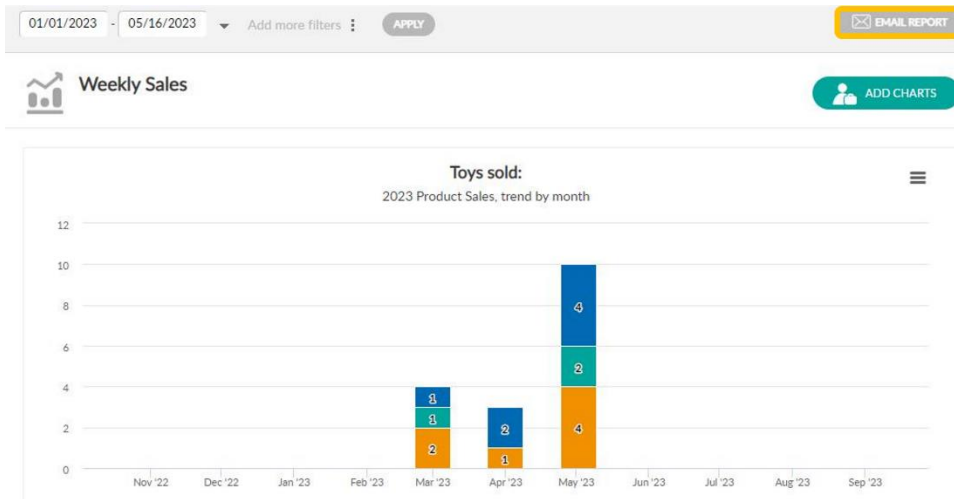 01/01/2023 - 05/16/2023 Add more filters APPLY EMAIL REPORT
Weekly Sales
ADD CHARTS
Toys sold:
2023 Product Sales, trend by month
12
10
8
6
4
2
0
1
1
2
2
1
4
2
4
Nov '22 Dec '22 Jan '23 Feb '23 Mar '23 Apr '23 May '23 Jun '23 Jul '23 Aug '23 Sep '23